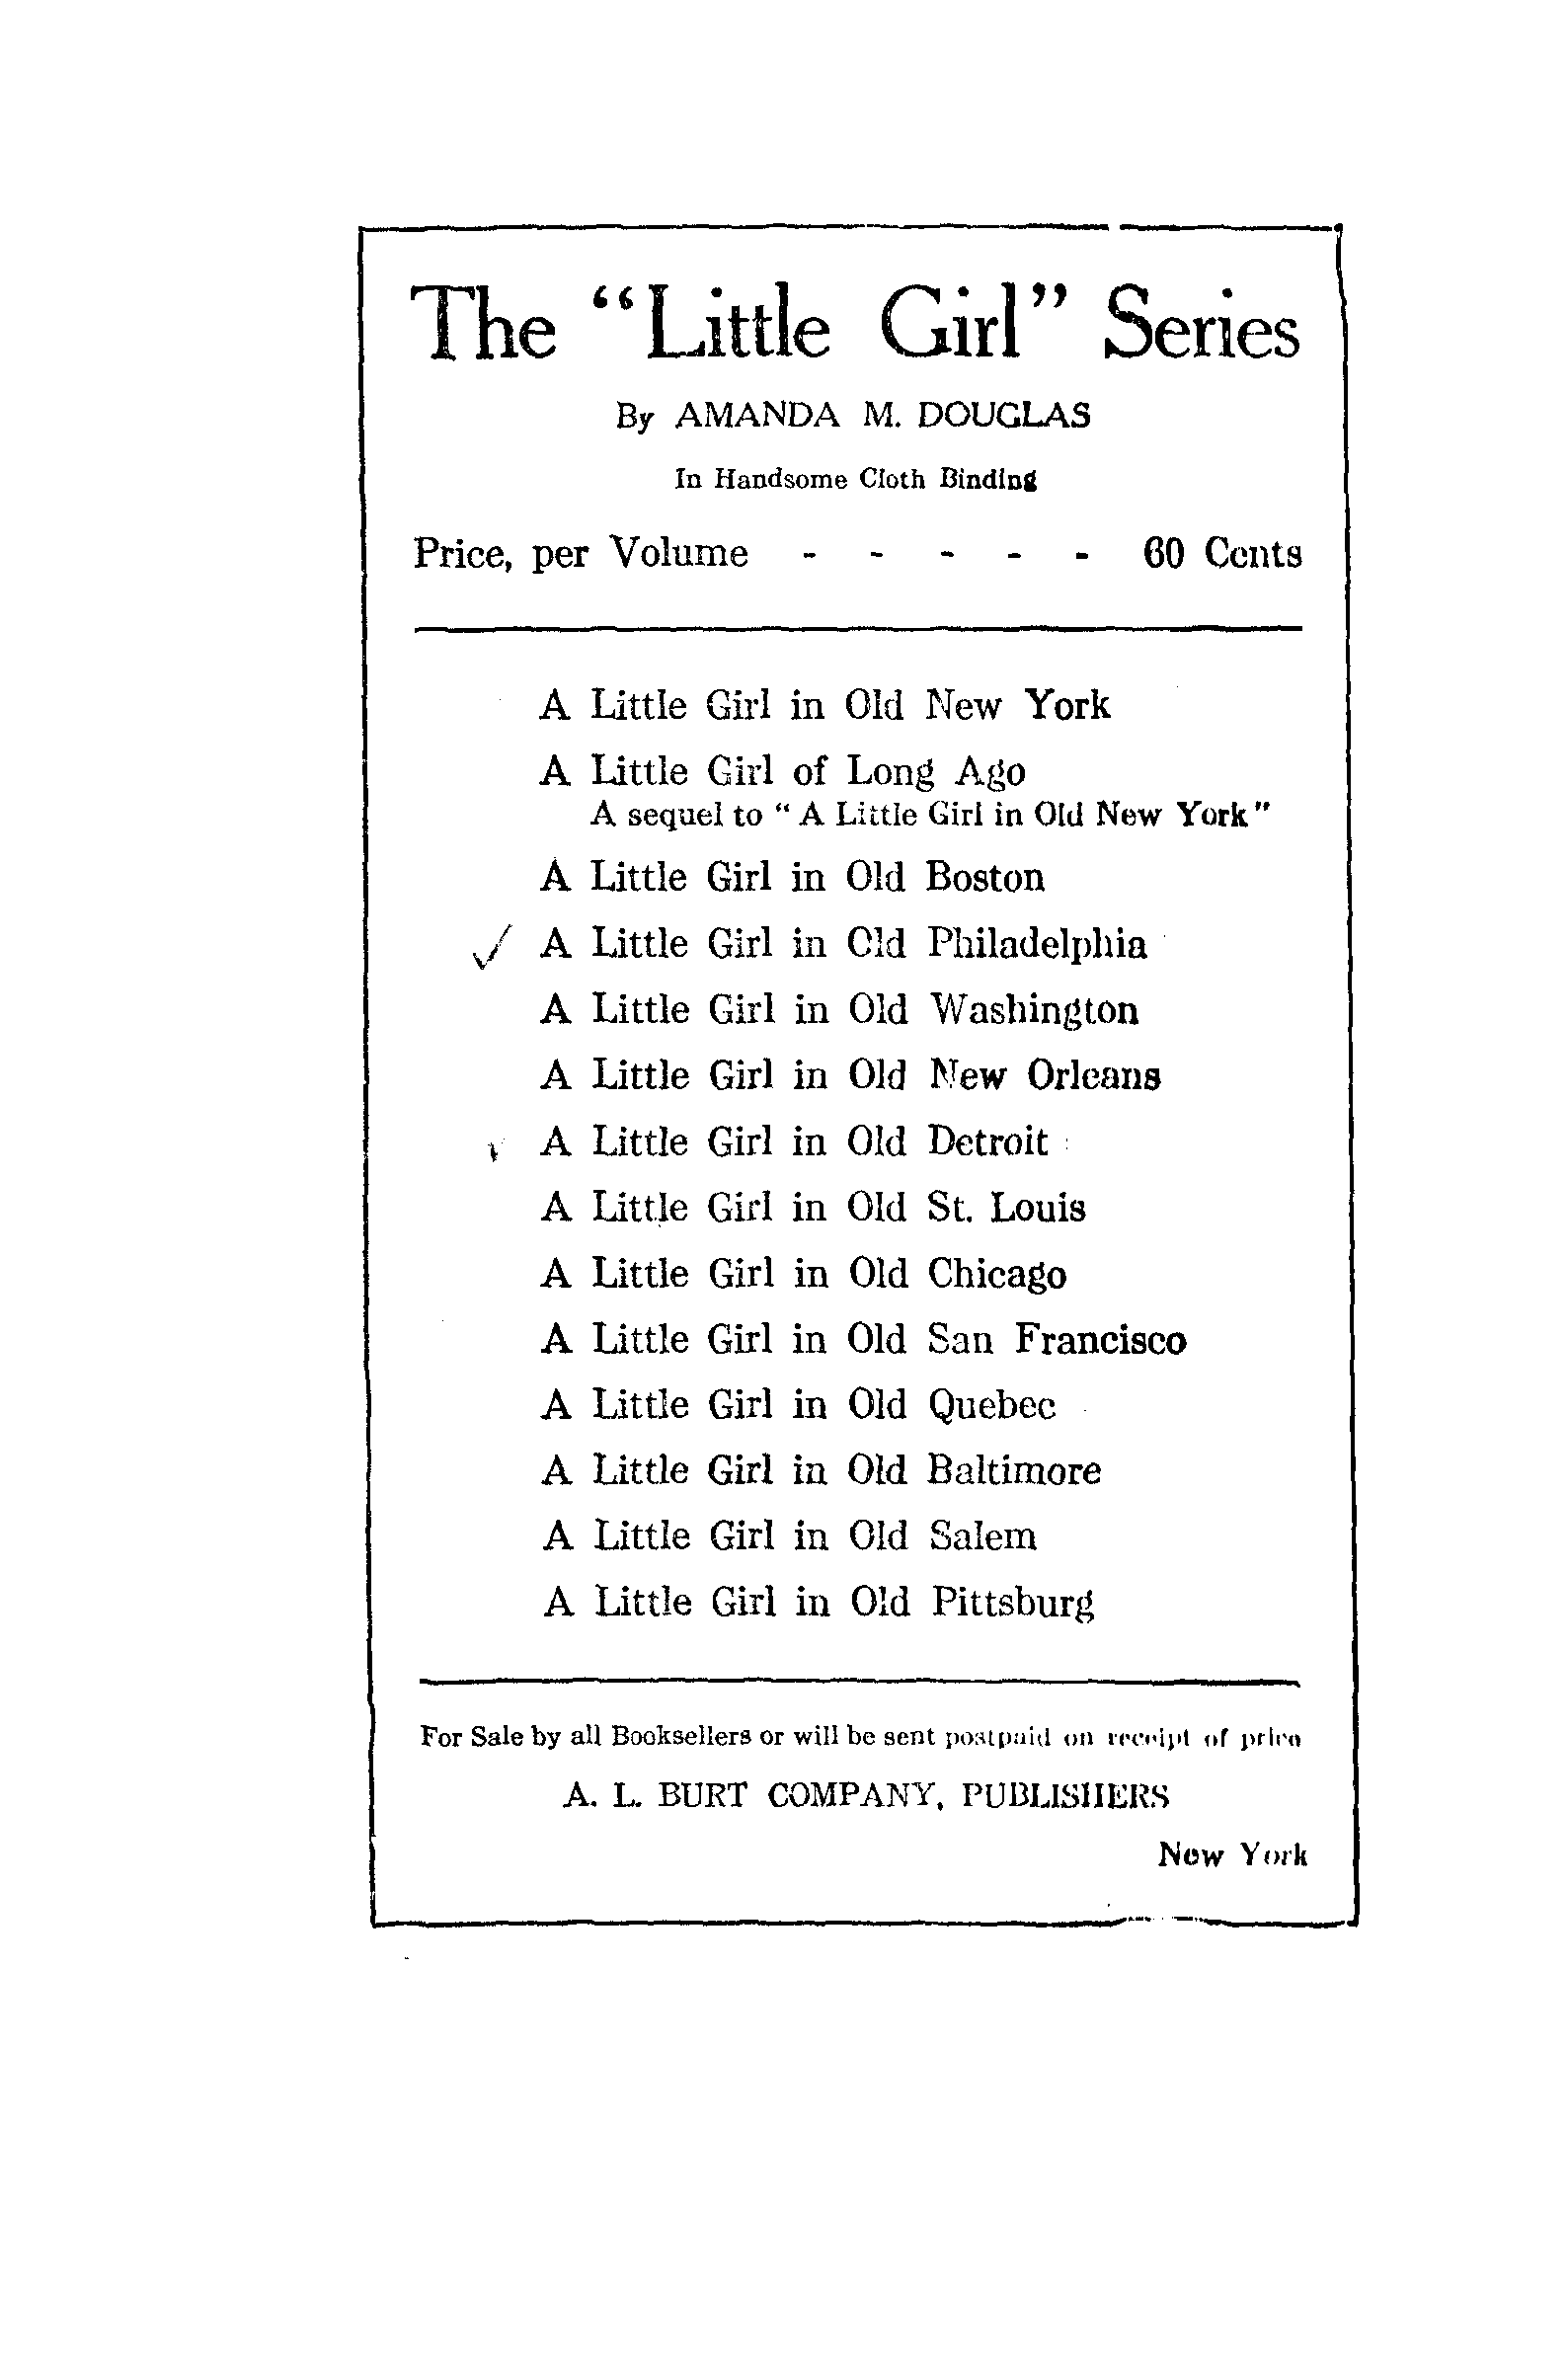 The “Little Girl” Series
By AMANDA M. DOUGLAS
In Handsome Cloth Binding
Price, per Volume - - - - - 60 Cents
A Little Girl in Old New York
A Little Girl of Long Ago
A sequel to “A Little Girl in Old New York”
A Little Girl in Old Boston
✓ A Little Girl in Old Philadelphia
A Little Girl in Old Washington
A Little Girl in Old New Orleans
A Little Girl in Old Detroit
A Little Girl in Old St. Louis
A Little Girl in Old Chicago
A Little Girl in Old San Francisco
A Little Girl in Old Quebec
A Little Girl in Old Baltimore
A Little Girl in Old Salem
A Little Girl in Old Pittsburg
For Sale by all Booksellers or will be sent postpaid on receipt of price
A. L. BURT COMPANY, PUBLISHERS
New York